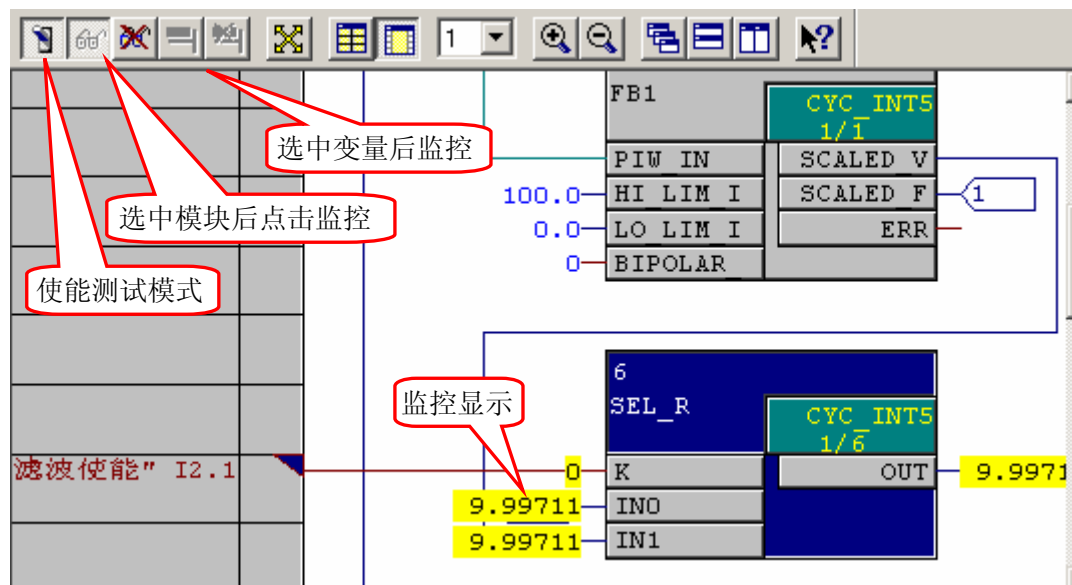 1
选中变量后监控
选中模块后点击监控
使能测试模式
FB1
CYC_INT5
1/1
PIW_IN SCALED_V
100.0 HI_LIM_I SCALED_F 1
0.0 LO_LIM_I ERR
0 BIPOLAR_
监控显示
6
SEL_R
CYC_INT5
1/6
滤波使能" I2.1 0 K OUT 9.9971
9.99711 IN0
9.99711 IN1